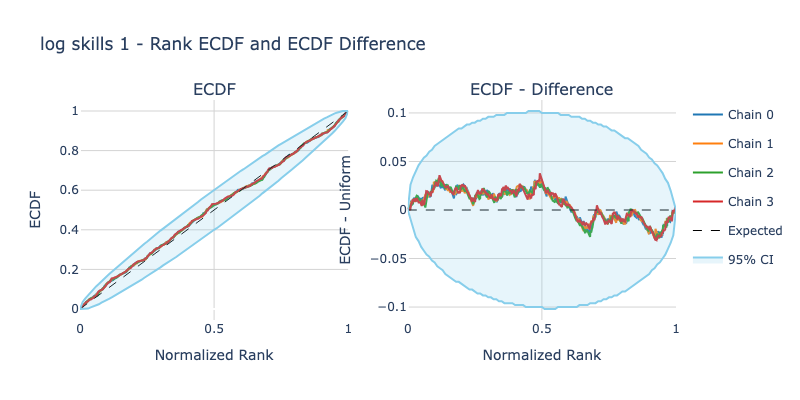 log skills 1 - Rank ECDF and ECDF Difference
ECDF
ECDF - Difference
1
0.8
0.6
0.4
0.2
0
ECDF
0
0.5
1
Normalized Rank
0.1
0.05
0
−0.05
−0.1
ECDF - Uniform
0
0.5
1
Normalized Rank
Chain 0
Chain 1
Chain 2
Chain 3
Expected
95% CI